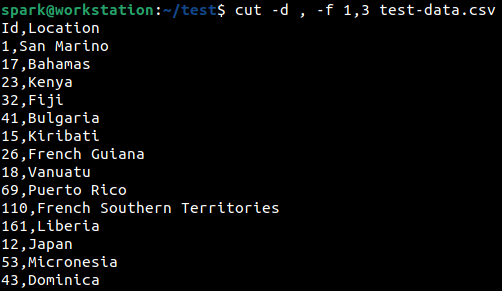 spark@workstation:~/test$ cut -d , -f 1,3 test-data.csv
Id,Location
1,San Marino
17,Bahamas
23,Kenya
32,Fiji
41,Bulgaria
15,Kiribati
26,French Guiana
18,Vanuatu
69,Puerto Rico
110,French Southern Territories
161,Liberia
12,Japan
53,Micronesia
43,Dominica